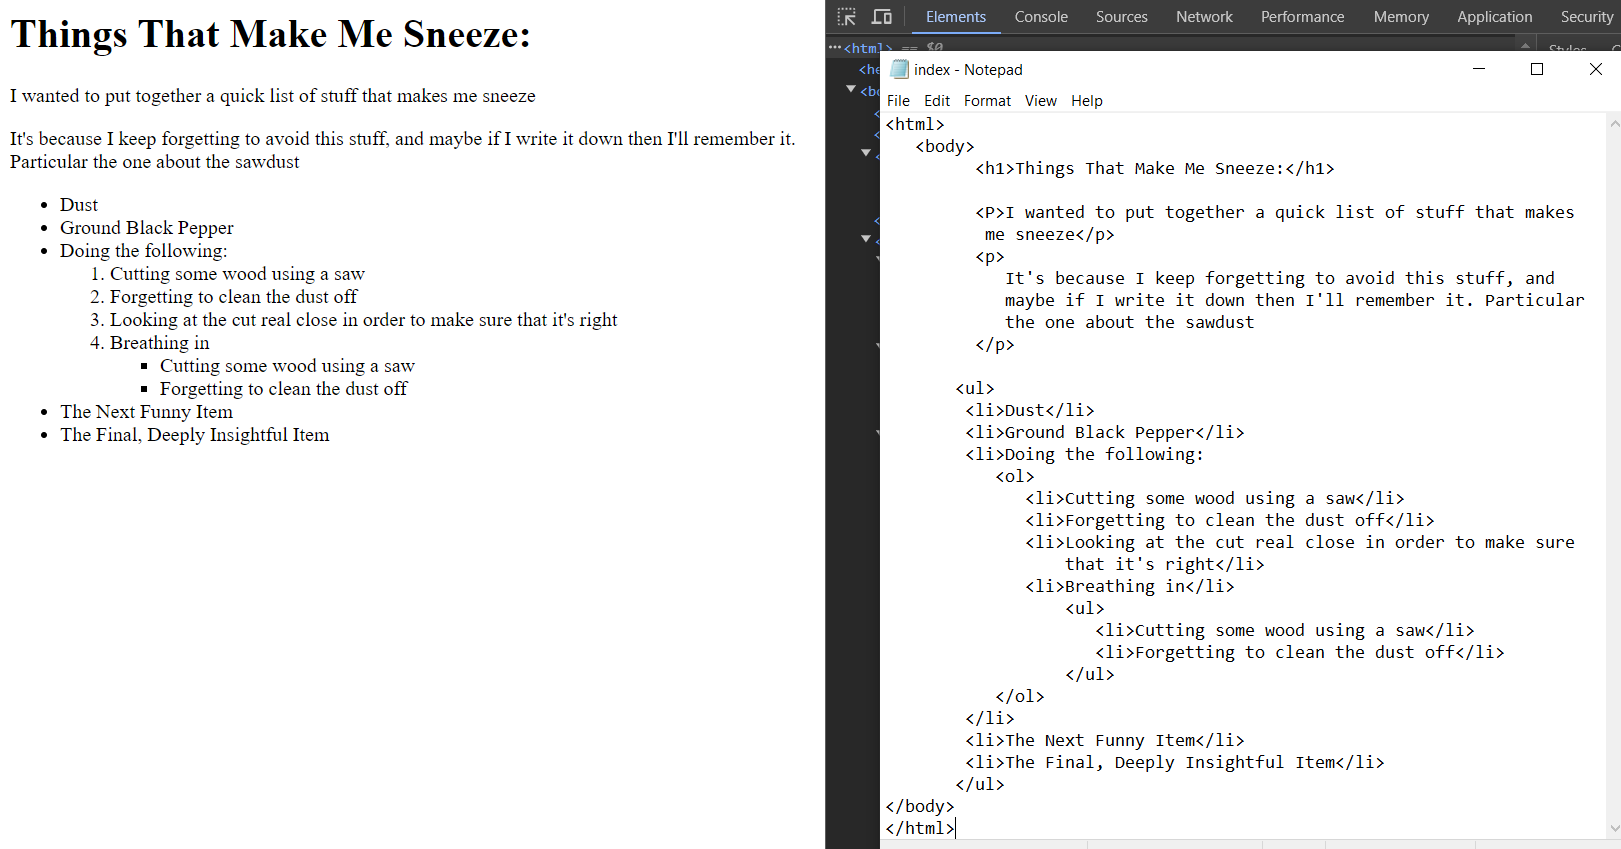 Things That Make Me Sneeze:
I wanted to put together a quick list of stuff that makes me sneeze
It's because I keep forgetting to avoid this stuff, and maybe if I write it down then I'll remember it.
Particular the one about the sawdust
• Dust
• Ground Black Pepper
• Doing the following:
1. Cutting some wood using a saw
2. Forgetting to clean the dust off
3. Looking at the cut real close in order to make sure that it's right
4. Breathing in
▪ Cutting some wood using a saw
▪ Forgetting to clean the dust off
• The Next Funny Item
• The Final, Deeply Insightful Item
Elements Console Sources Network Performance Memory Application Security
<html> == $0
Styles
index - Notepad
File Edit Format View Help
<html>
<body>
<h1>Things That Make Me Sneeze:</h1>
<P>I wanted to put together a quick list of stuff that makes
me sneeze</p>
<p>
It's because I keep forgetting to avoid this stuff, and
maybe if I write it down then I'll remember it. Particular
the one about the sawdust
</p>
<ul>
<li>Dust</li>
<li>Ground Black Pepper</li>
<li>Doing the following:
<ol>
<li>Cutting some wood using a saw</li>
<li>Forgetting to clean the dust off</li>
<li>Looking at the cut real close in order to make sure
that it's right</li>
<li>Breathing in</li>
<ul>
<li>Cutting some wood using a saw</li>
<li>Forgetting to clean the dust off</li>
</ul>
</ol>
</li>
<li>The Next Funny Item</li>
<li>The Final, Deeply Insightful Item</li>
</ul>
</body>
</html>